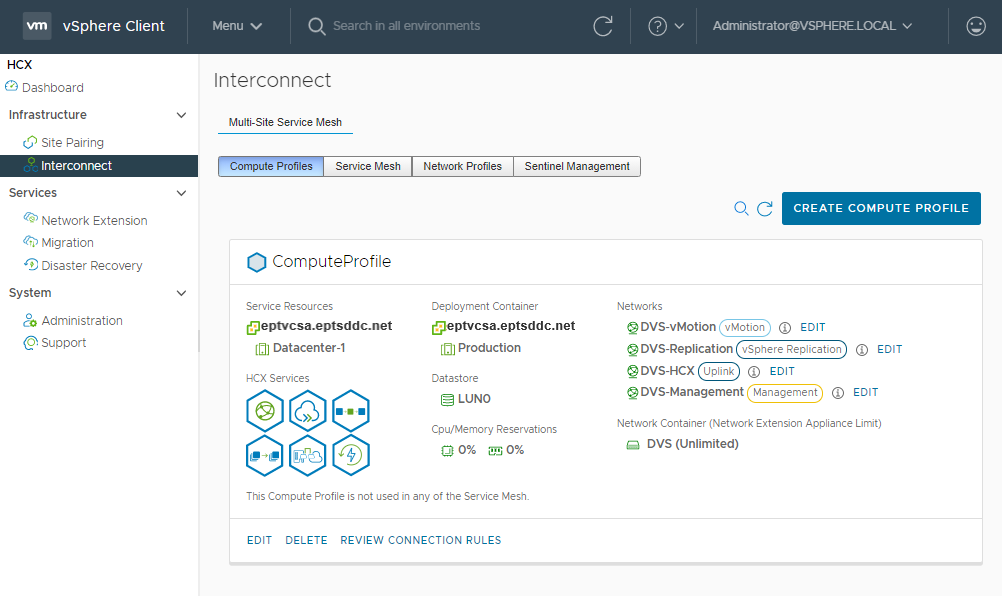 vm vSphere Client Menu Search in all environments ? Administrator@VSPHERE.LOCAL
HCX
Dashboard
Infrastructure
Site Pairing
Interconnect
Services
Network Extension
Migration
Disaster Recovery
System
Administration
Support
Interconnect
Multi-Site Service Mesh
Compute Profiles Service Mesh Network Profiles Sentinel Management
CREATE COMPUTE PROFILE
ComputeProfile
Service Resources
eptvcsa.eptsddc.net
Datacenter-1
HCX Services
Deployment Container
eptvcsa.eptsddc.net
Production
Datastore
LUN0
Cpu/Memory Reservations
0% 0%
Networks
DVS-vMotion vMotion EDIT
DVS-Replication vSphere Replication EDIT
DVS-HCX Uplink EDIT
DVS-Management Management EDIT
Network Container (Network Extension Appliance Limit)
DVS (Unlimited)
This Compute Profile is not used in any of the Service Mesh.
EDIT DELETE REVIEW CONNECTION RULES